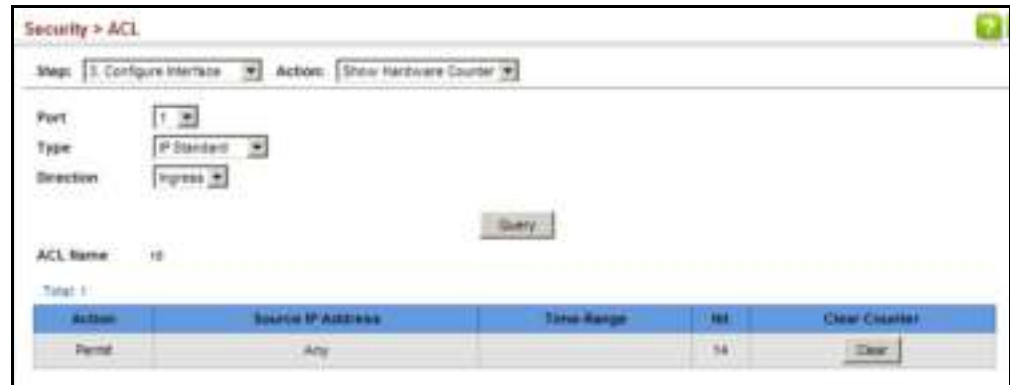 Security > ACL
?
Step: 3. Configure Interface Action: Show Hardware Counter
Port 1
Type IP Standard
Direction Ingress
Query
ACL Name
Total: 1
Action Source IP Address Time-Range Hit Clear Counter
Permit Any 14 Clear